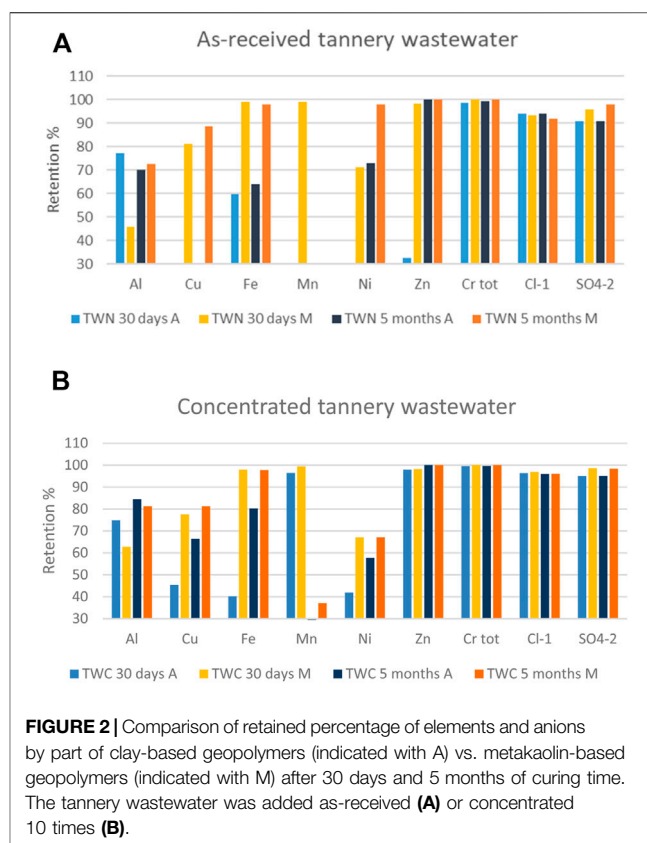 A
As-received tannery wastewater
Retention %
110
100
90
80
70
60
50
40
30
Al Cu Fe Mn Ni Zn Cr tot Cl-1 SO4-2
TWN 30 days A TWN 30 days M TWN 5 months A TWN 5 months M
B
Concentrated tannery wastewater
Retention %
110
100
90
80
70
60
50
40
30
Al Cu Fe Mn Ni Zn Cr tot Cl-1 SO4-2
TWC 30 days A TWC 30 days M TWC 5 months A TWC 5 months M
FIGURE 2 | Comparison of retained percentage of elements and anions
by part of clay-based geopolymers (indicated with A) vs. metakaolin-based
geopolymers (indicated with M) after 30 days and 5 months of curing time.
The tannery wastewater was added as-received (A) or concentrated
10 times (B).